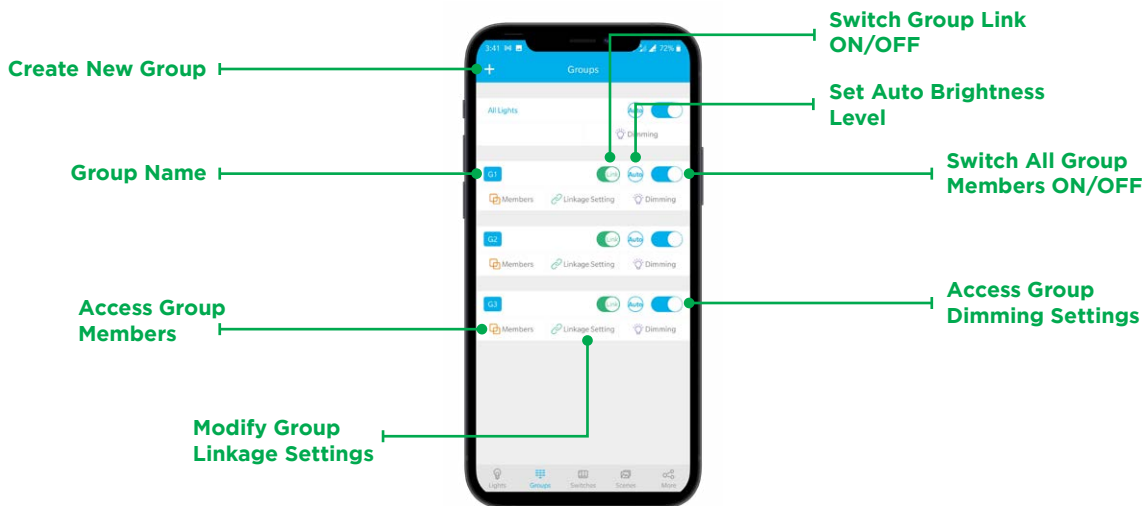 Switch Group Link
ON/OFF
Create New Group
3:41
72%
Groups
Set Auto Brightness
Level
All Lights
Auto
Dimming
Group Name
G1
Link
Auto
Switch All Group
Members ON/OFF
Members
Linkage Setting
Dimming
G2
Link
Auto
Members
Linkage Setting
Dimming
Access Group
Members
G3
Link
Auto
Access Group
Dimming Settings
Members
Linkage Setting
Dimming
Modify Group
Linkage Settings
Lights
Groups
Switches
Scenes
More